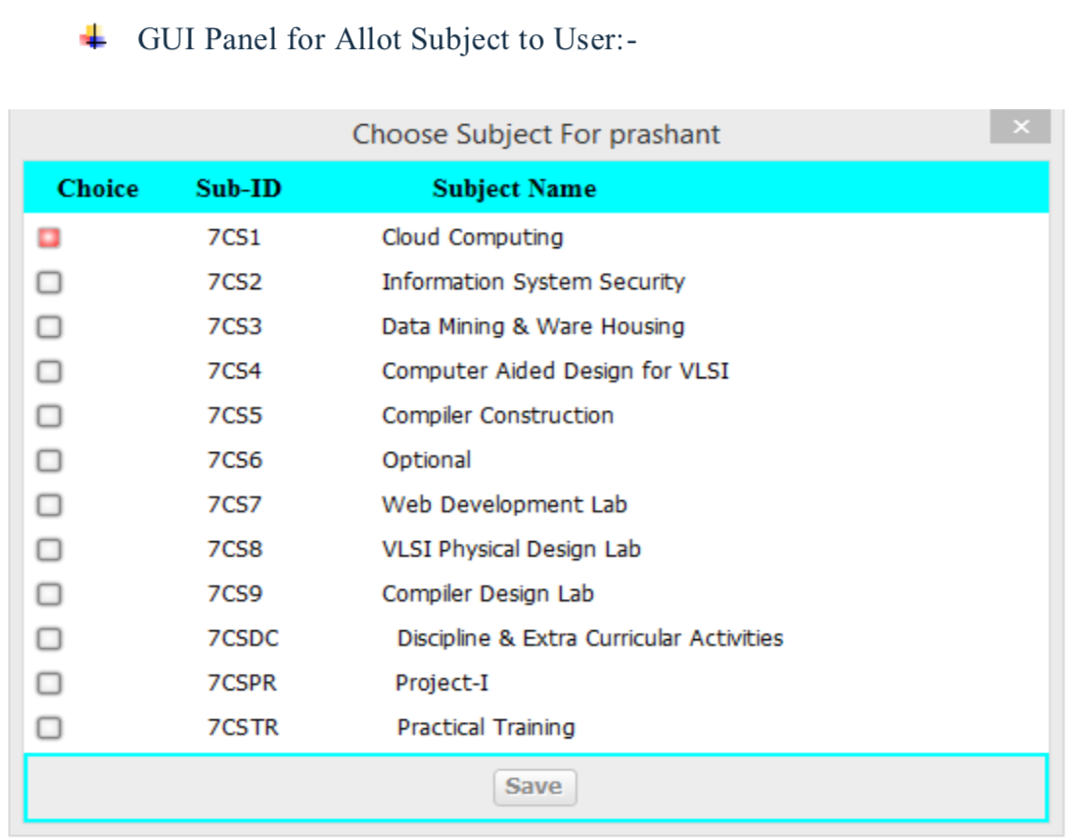 GUI Panel for Allot Subject to User:-
Choose Subject For prashant
Choice Sub-ID Subject Name
7CS1 Cloud Computing
7CS2 Information System Security
7CS3 Data Mining & Ware Housing
7CS4 Computer Aided Design for VLSI
7CS5 Compiler Construction
7CS6 Optional
7CS7 Web Development Lab
7CS8 VLSI Physical Design Lab
7CS9 Compiler Design Lab
7CSDC Discipline & Extra Curricular Activities
7CSPR Project-I
7CSTR Practical Training
Save